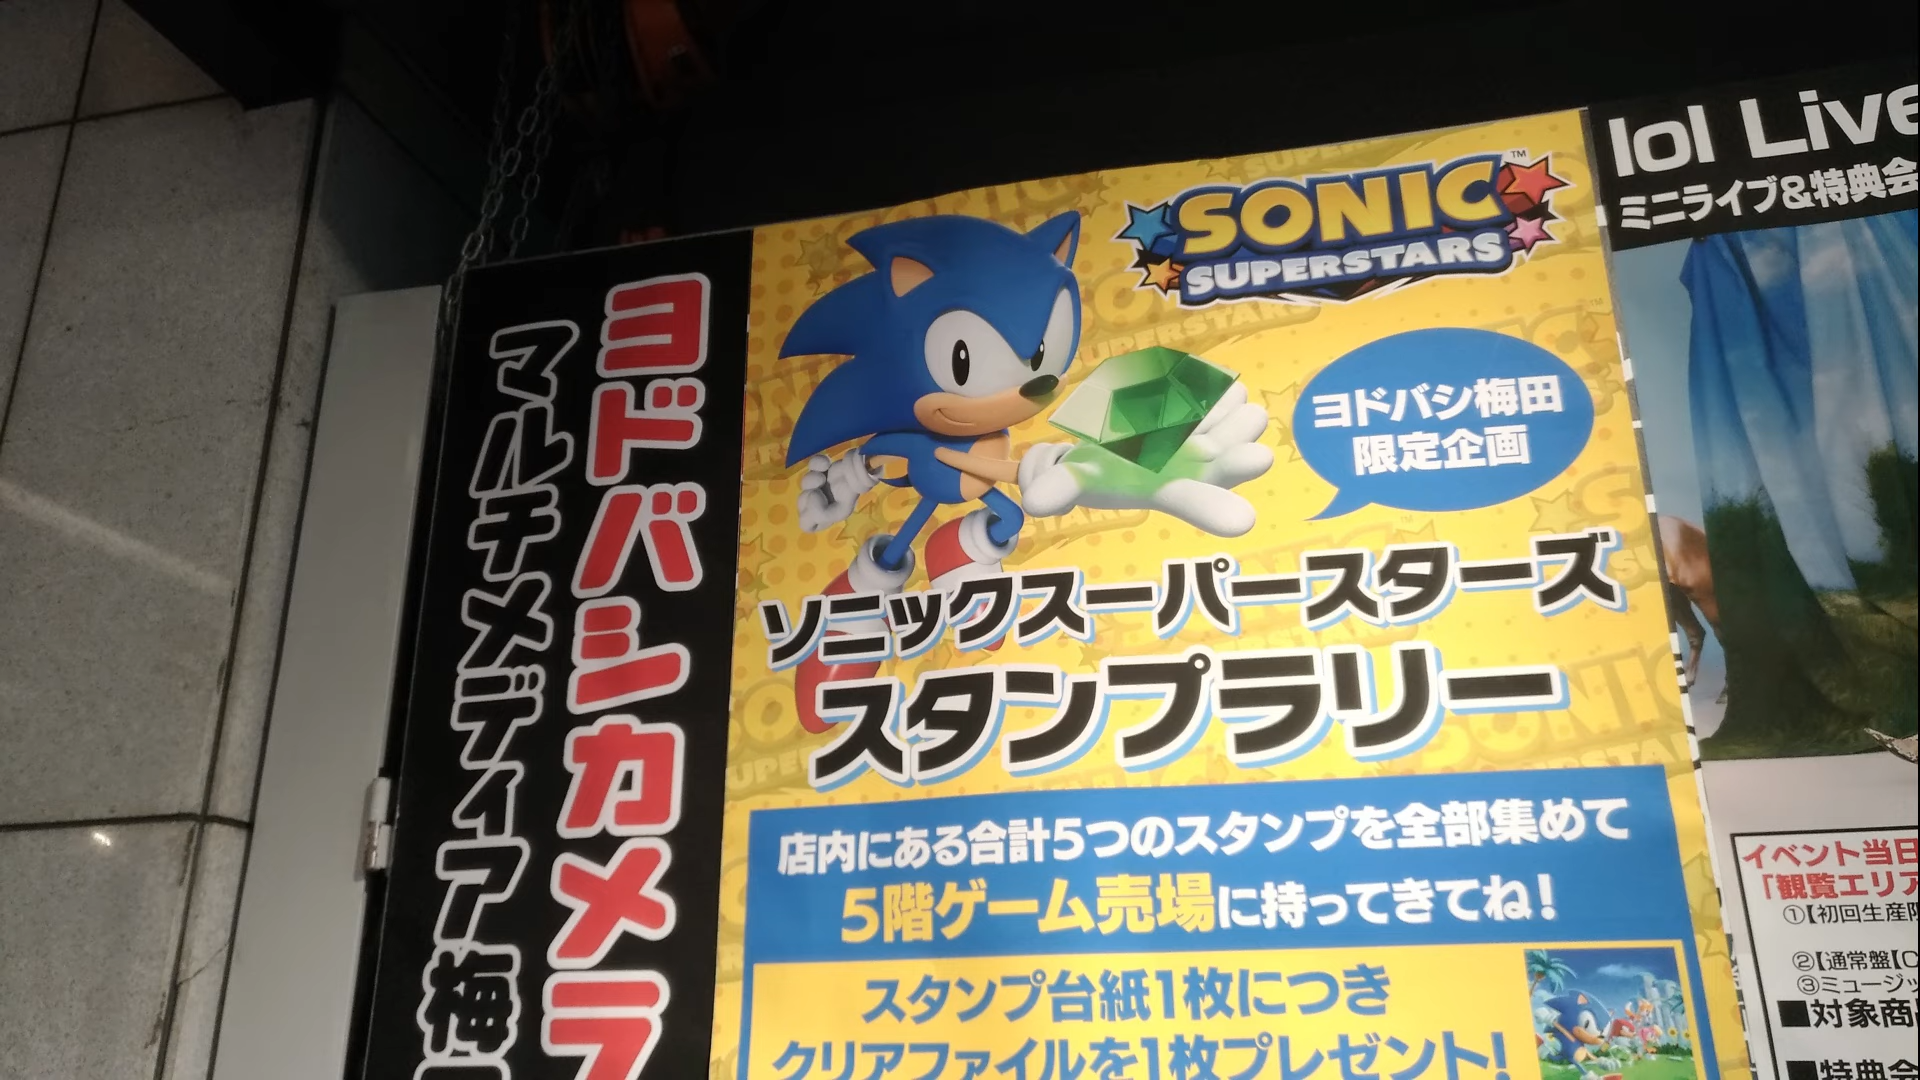 ヨドバシカメラ
マルチメディア梅
SONIC
SUPERSTARS
ヨドバシ梅田
限定企画
ソニックスーパースターズ
スタンプラリー
店内にある合計5つのスタンプを全部集めて
5階ゲーム売場に持ってきてね!
スタンプ台紙1枚につき
クリアファイルを1枚プレゼント!
lol Live
ミニライブ&特典会
イベント当日
「観覧エリア
①【初回生産限
②【通常盤【C
③ミュージッ
■対象商品
■特典会